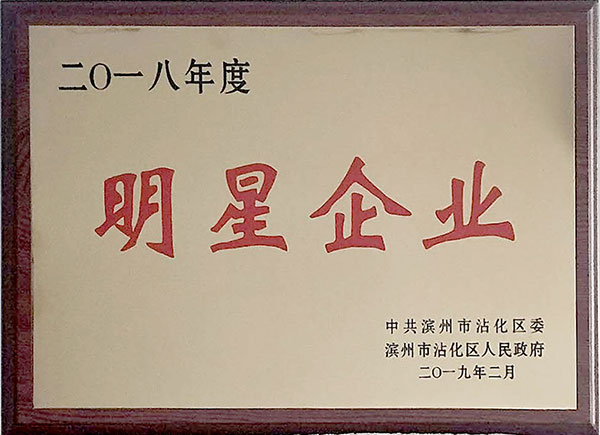 二〇一八年度
明星企业
中共滨州市沾化区委
滨州市沾化区人民政府
二〇一九年二月